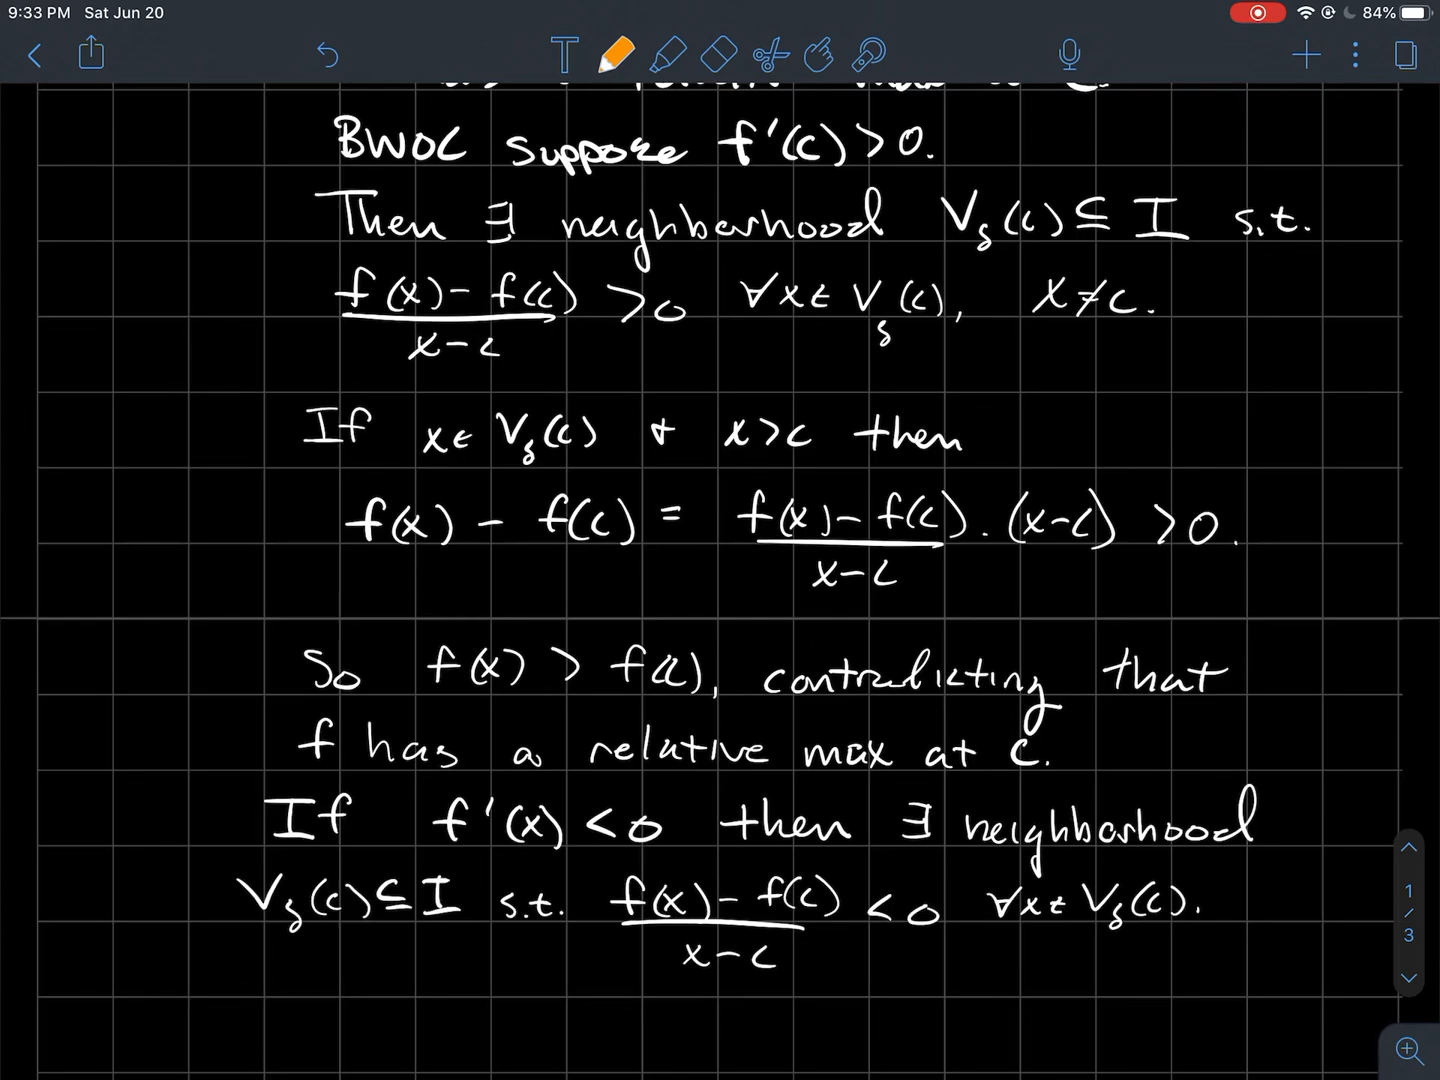 9:33 PM Sat Jun 20
84%
BWOC suppose f'(c) > 0.
Then ∃ neighborhood V_δ(c) ⊆ I s.t.
(f(x) - f(c))/(x - c) > 0 ∀x ∈ V_δ(c), x ≠ c.
If x ∈ V_δ(c) & x > c then
f(x) - f(c) = (f(x) - f(c))/(x - c) · (x - c) > 0.
So f(x) > f(c), contradicting that
f has a relative max at c.
If f'(x) < 0 then ∃ neighborhood
V_δ(c) ⊆ I s.t. (f(x) - f(c))/(x - c) < 0 ∀x ∈ V_δ(c).
1
/
3